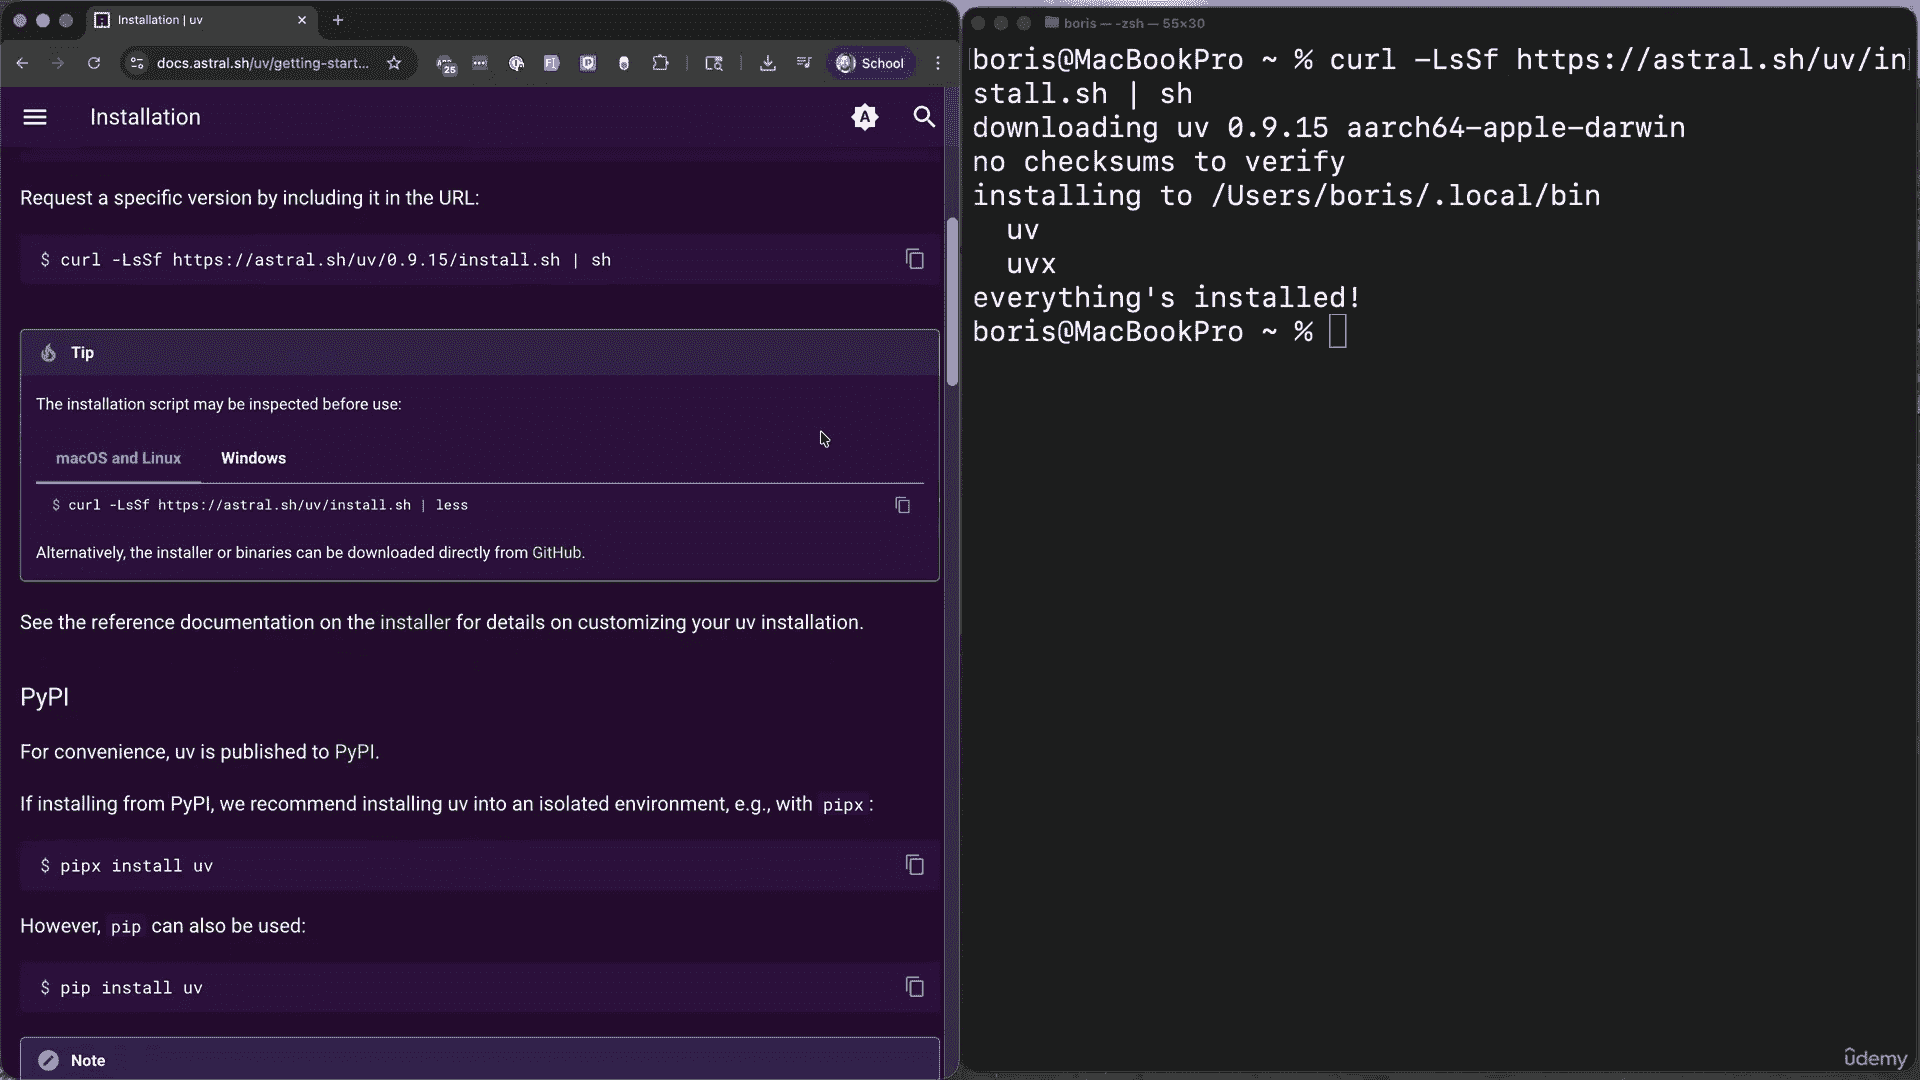 Installation | uv
docs.astral.sh/uv/getting-start...
25
School
Installation
Request a specific version by including it in the URL:
$ curl -LsSf https://astral.sh/uv/0.9.15/install.sh | sh
Tip
The installation script may be inspected before use:
macOS and Linux
Windows
$ curl -LsSf https://astral.sh/uv/install.sh | less
Alternatively, the installer or binaries can be downloaded directly from GitHub.
See the reference documentation on the installer for details on customizing your uv installation.
PyPI
For convenience, uv is published to PyPI.
If installing from PyPI, we recommend installing uv into an isolated environment, e.g., with pipx:
$ pipx install uv
However, pip can also be used:
$ pip install uv
Note
boris — -zsh — 55×30
boris@MacBookPro ~ % curl -LsSf https://astral.sh/uv/in
stall.sh | sh
downloading uv 0.9.15 aarch64-apple-darwin
no checksums to verify
installing to /Users/boris/.local/bin
uv
uvx
everything's installed!
boris@MacBookPro ~ %
ûdemy